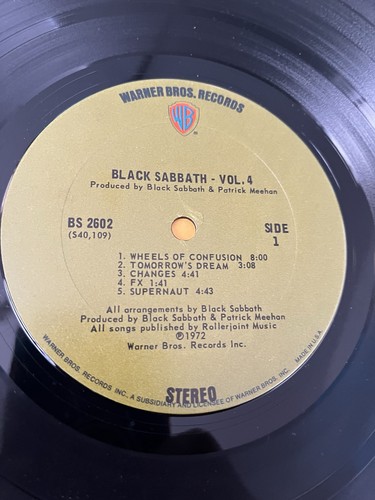 WARNER BROS. RECORDS
WB
BLACK SABBATH - VOL. 4
Produced by Black Sabbath & Patrick Meehan
BS 2602
(S40,109)
SIDE
1
1. WHEELS OF CONFUSION 8:00
2. TOMORROW'S DREAM 3:08
3. CHANGES 4:41
4. FX 1:41
5. SUPERNAUT 4:43
All arrangements by Black Sabbath
Produced by Black Sabbath & Patrick Meehan
All songs published by Rollerjoint Music
℗1972
Warner Bros. Records Inc.
STEREO
WARNER BROS. RECORDS INC. A SUBSIDIARY AND LICENSEE OF WARNER BROS. INC. MADE IN U.S.A.